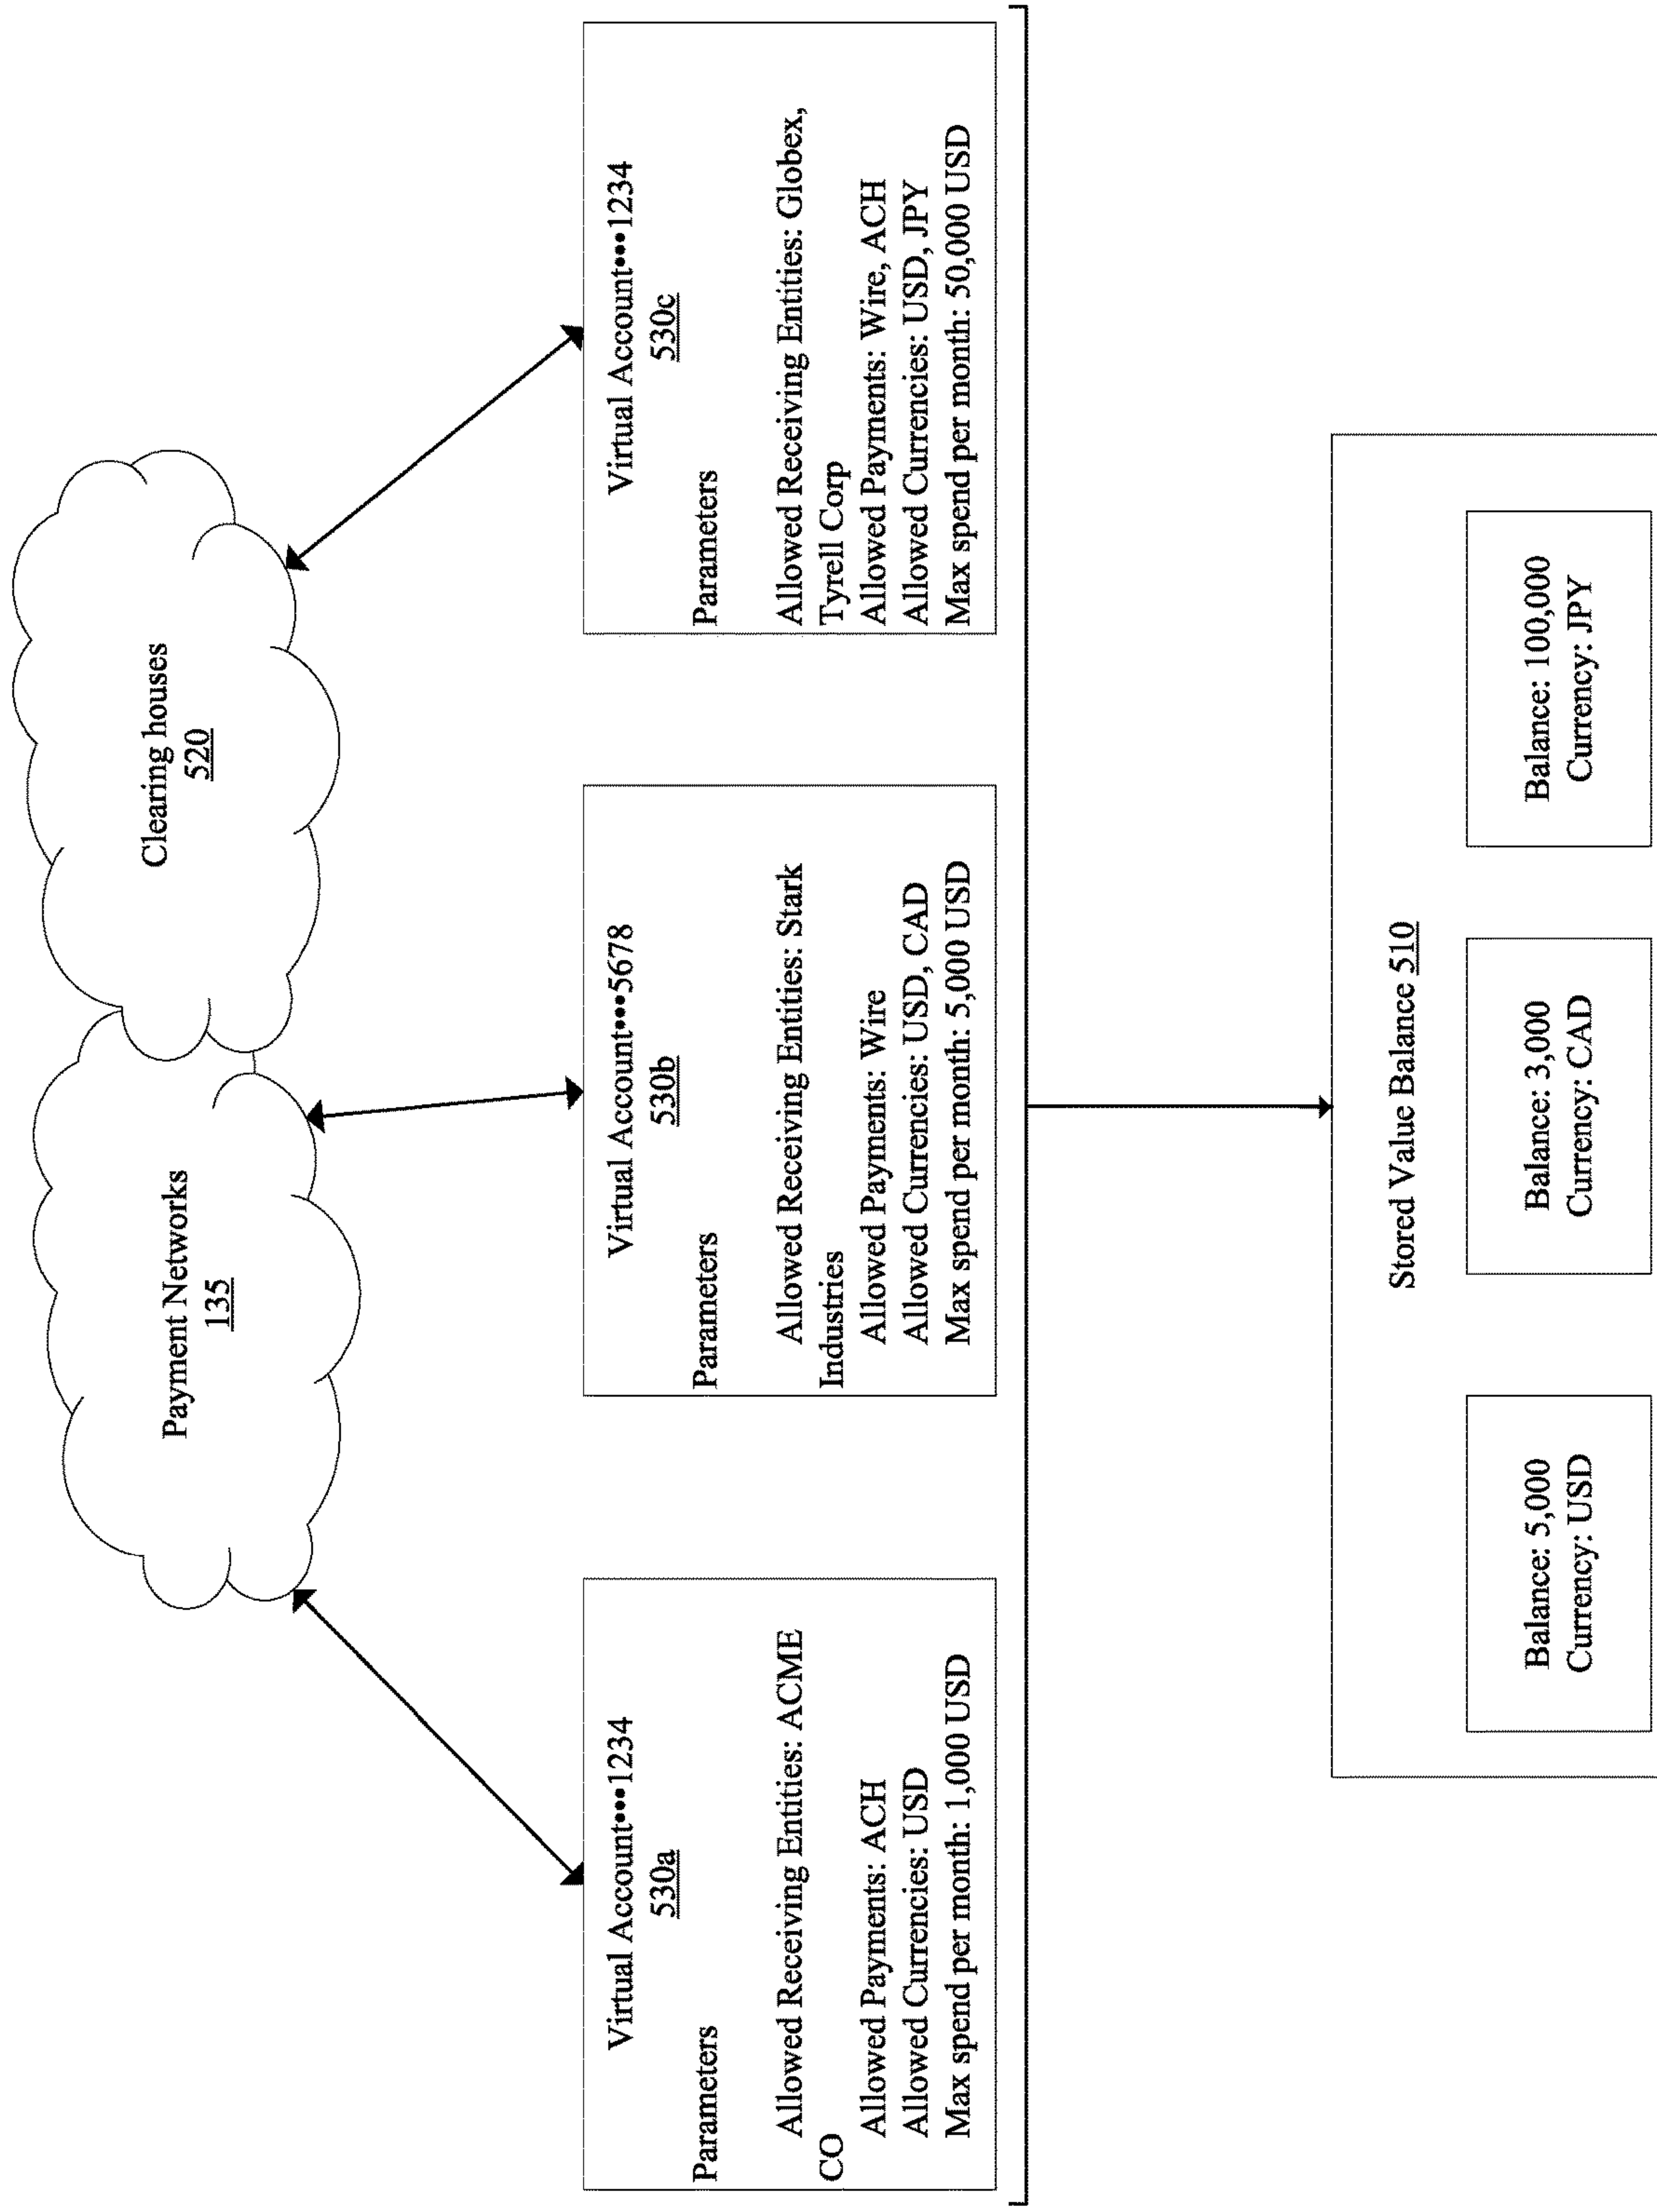 Payment Networks
135
Clearing houses
520
Virtual Account•••1234
530a
Parameters
Allowed Receiving Entities: ACME
CO
Allowed Payments: ACH
Allowed Currencies: USD
Max spend per month: 1,000 USD
Virtual Account•••5678
530b
Parameters
Allowed Receiving Entities: Stark
Industries
Allowed Payments: Wire
Allowed Currencies: USD, CAD
Max spend per month: 5,000 USD
Virtual Account•••1234
530c
Parameters
Allowed Receiving Entities: Globex,
Tyrell Corp
Allowed Payments: Wire, ACH
Allowed Currencies: USD, JPY
Max spend per month: 50,000 USD
Stored Value Balance 510
Balance: 5,000
Currency: USD
Balance: 3,000
Currency: CAD
Balance: 100,000
Currency: JPY